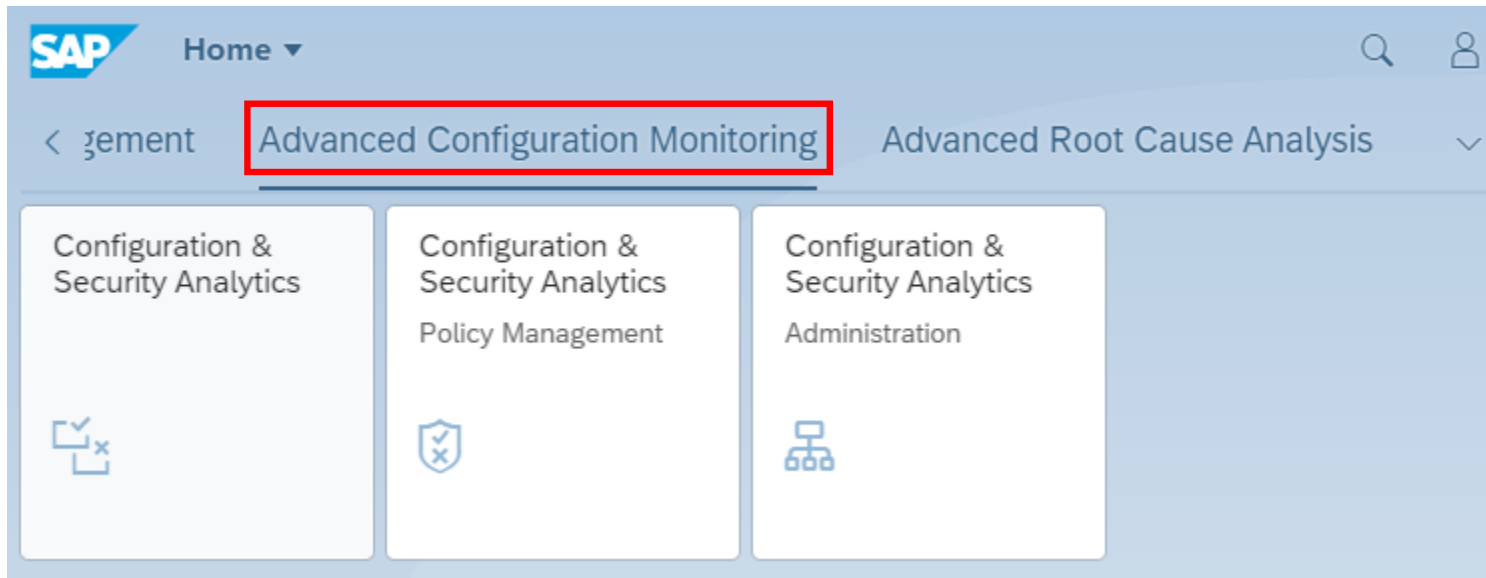 SAP Home
gement Advanced Configuration Monitoring Advanced Root Cause Analysis
Configuration &
Security Analytics
Configuration &
Security Analytics
Policy Management
Configuration &
Security Analytics
Administration